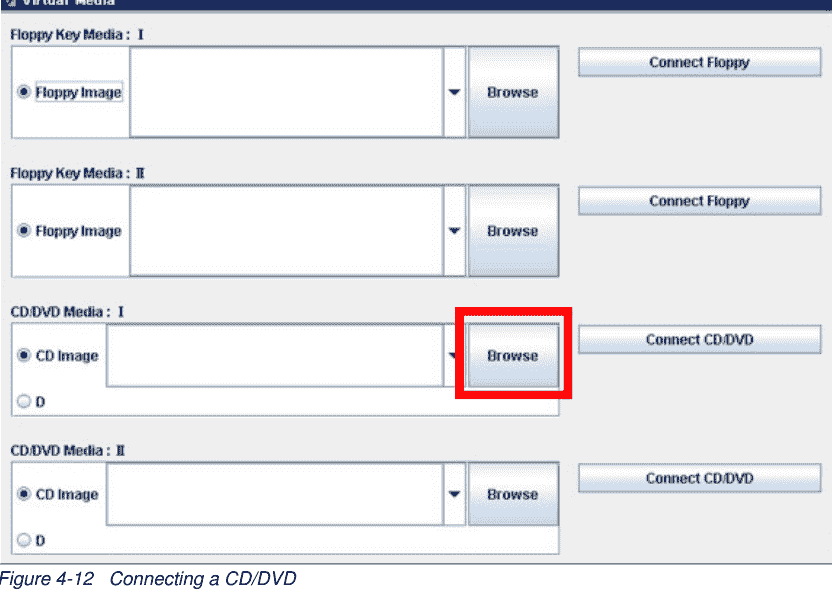 Virtual Media
Floppy Key Media : I
Floppy Image
Browse
Connect Floppy
Floppy Key Media : II
Floppy Image
Browse
Connect Floppy
CD/DVD Media : I
CD Image
Browse
Connect CD/DVD
D
CD/DVD Media : II
CD Image
Browse
Connect CD/DVD
D
Figure 4-12 Connecting a CD/DVD